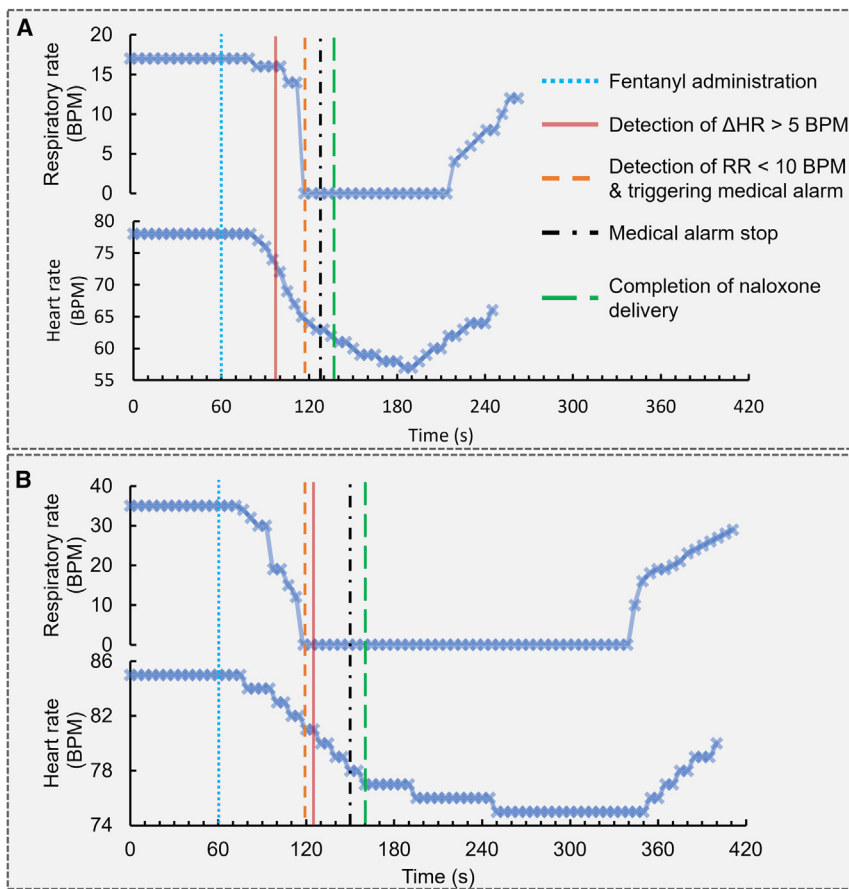 A
20
15
10
5
0
Respiratory rate
(BPM)
80
75
70
65
60
55
Heart rate
(BPM)
0 60 120 180 240 300 360 420
Time (s)
Fentanyl administration
Detection of ΔHR > 5 BPM
Detection of RR < 10 BPM
& triggering medical alarm
Medical alarm stop
Completion of naloxone
delivery
B
40
30
20
10
0
Respiratory rate
(BPM)
86
82
78
74
Heart rate
(BPM)
0 60 120 180 240 300 360 420
Time (s)